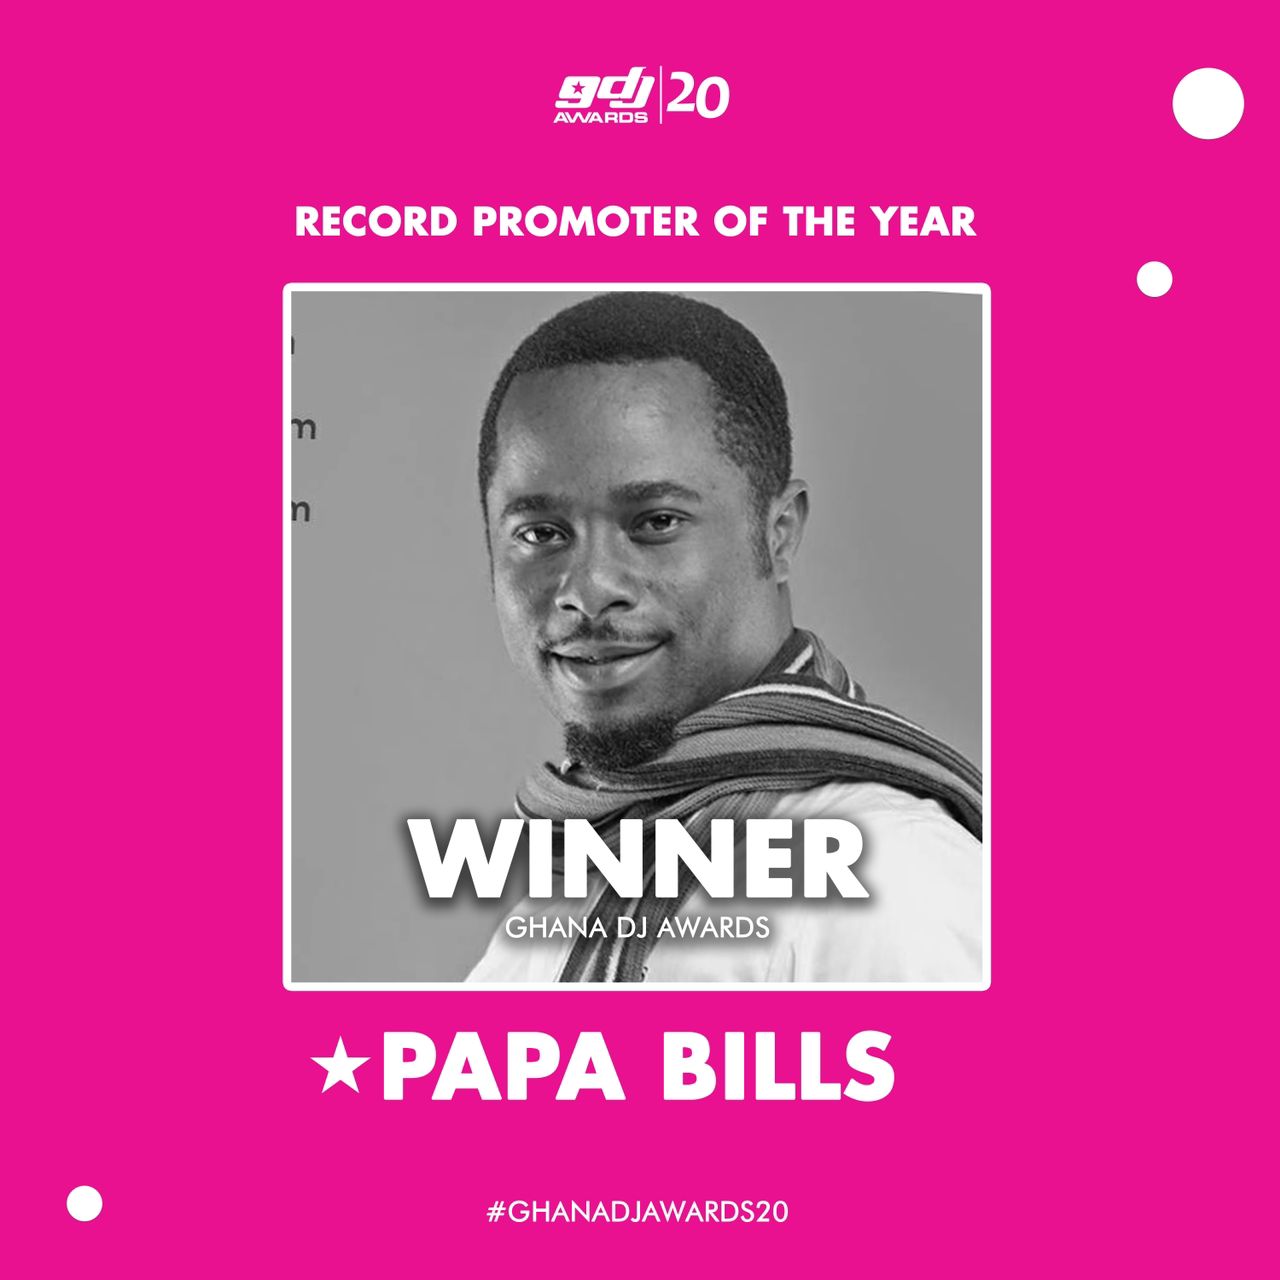 gdj
AWARDS
20
RECORD PROMOTER OF THE YEAR
m
m
WINNER
GHANA DJ AWARDS
PAPA BILLS
#GHANADJAWARDS20